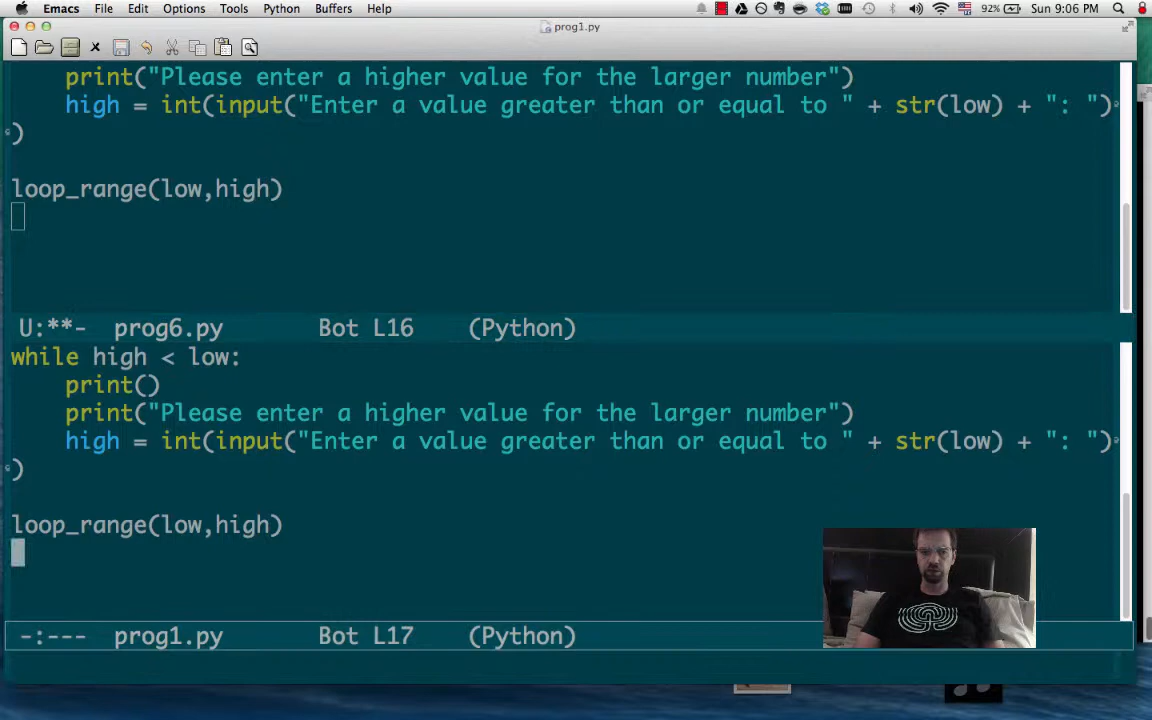 Emacs File Edit Options Tools Python Buffers Help 92% Sun 9:06 PM
prog1.py
print("Please enter a higher value for the larger number")
high = int(input("Enter a value greater than or equal to " + str(low) + ": ")
)
loop_range(low,high)
U:**- prog6.py Bot L16 (Python)
while high < low:
print()
print("Please enter a higher value for the larger number")
high = int(input("Enter a value greater than or equal to " + str(low) + ": ")
)
loop_range(low,high)
-:--- prog1.py Bot L17 (Python)